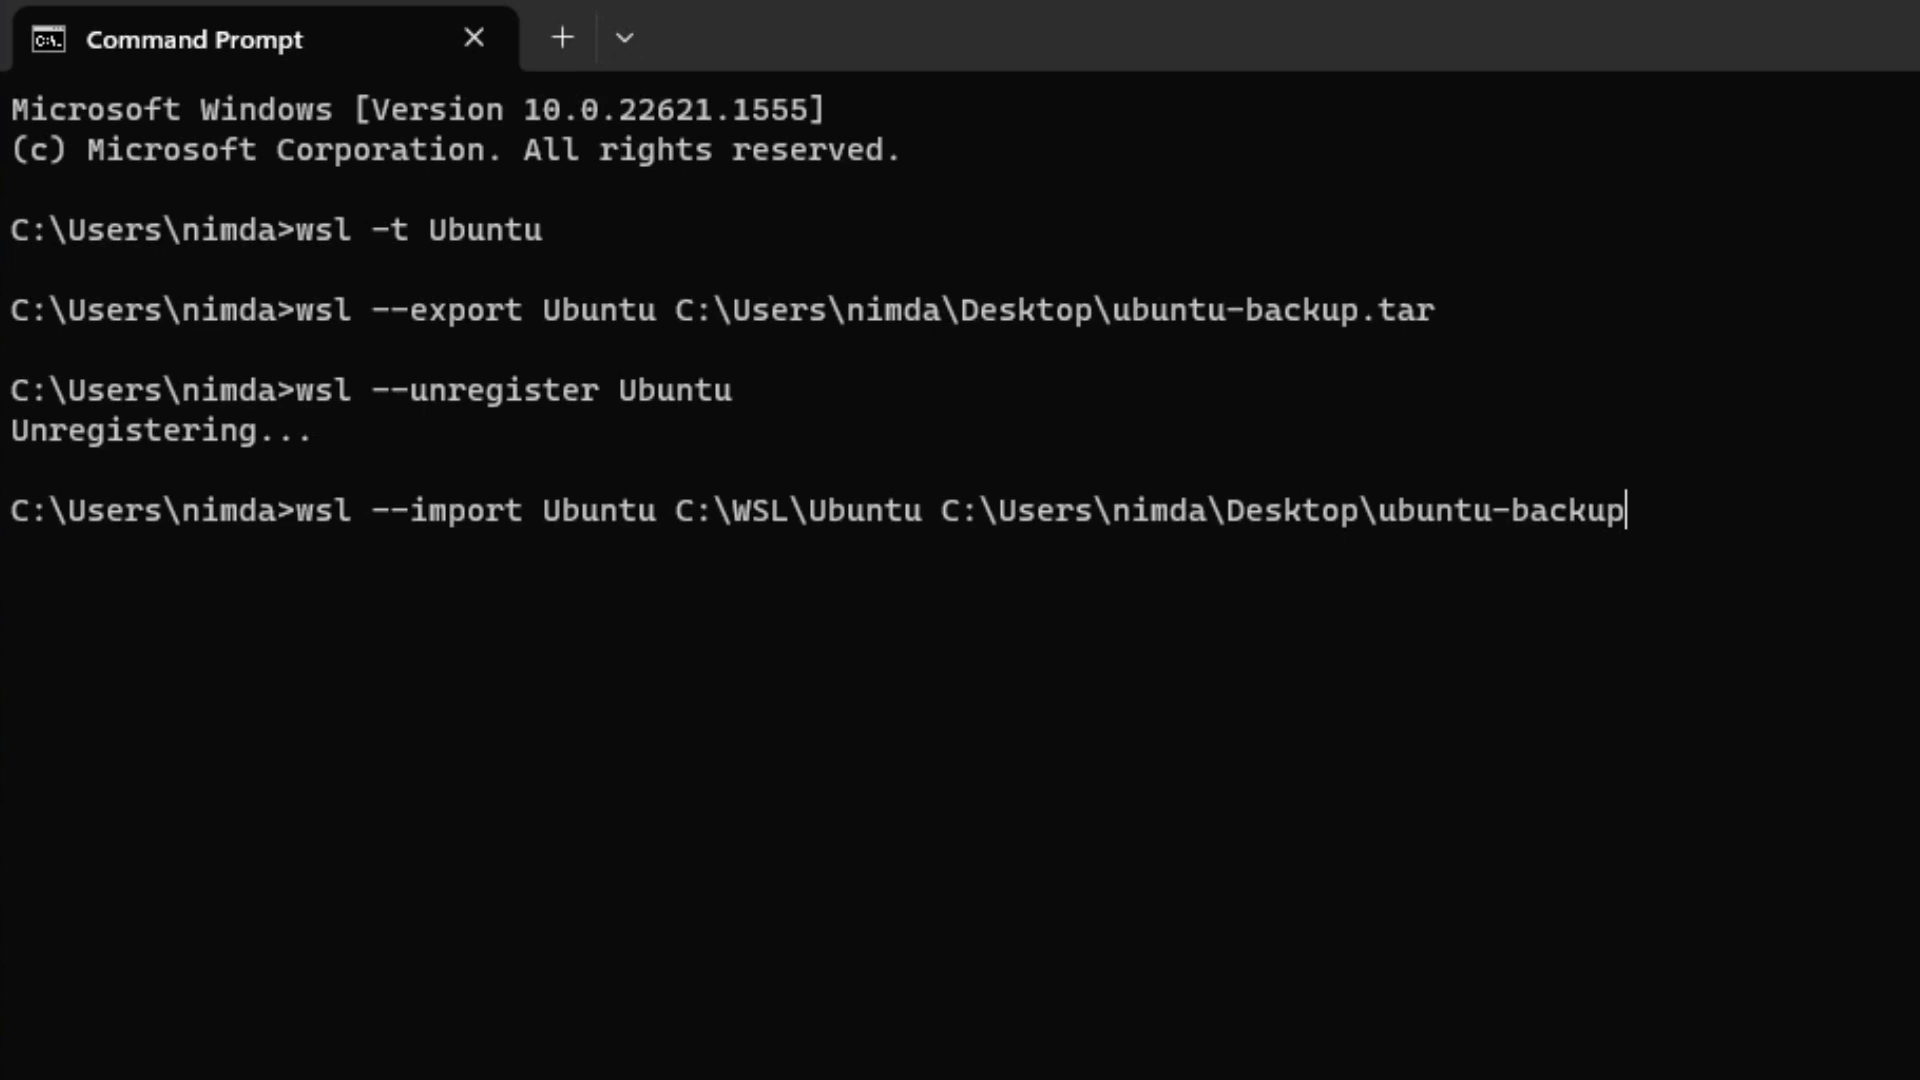 Command Prompt
Microsoft Windows [Version 10.0.22621.1555]
(c) Microsoft Corporation. All rights reserved.
C:\Users\nimda>wsl -t Ubuntu
C:\Users\nimda>wsl --export Ubuntu C:\Users\nimda\Desktop\ubuntu-backup.tar
C:\Users\nimda>wsl --unregister Ubuntu
Unregistering...
C:\Users\nimda>wsl --import Ubuntu C:\WSL\Ubuntu C:\Users\nimda\Desktop\ubuntu-backup